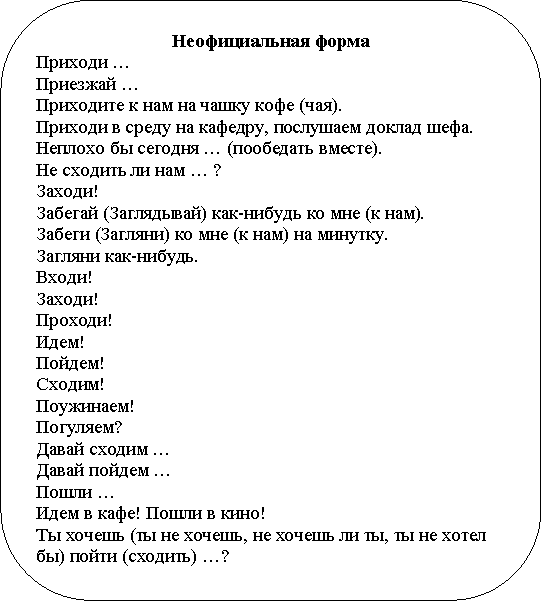 Неофициальная форма
Приходи …
Приезжай …
Приходите к нам на чашку кофе (чая).
Приходи в среду на кафедру, послушаем доклад шефа.
Неплохо бы сегодня … (пообедать вместе).
Не сходить ли нам … ?
Заходи!
Забегай (Заглядывай) как-нибудь ко мне (к нам).
Забеги (Загляни) ко мне (к нам) на минутку.
Загляни как-нибудь.
Входи!
Заходи!
Проходи!
Идем!
Пойдем!
Сходим!
Поужинаем!
Погуляем?
Давай сходим …
Давай пойдем …
Пошли …
Идем в кафе! Пошли в кино!
Ты хочешь (ты не хочешь, не хочешь ли ты, ты не хотел
бы) пойти (сходить) …?